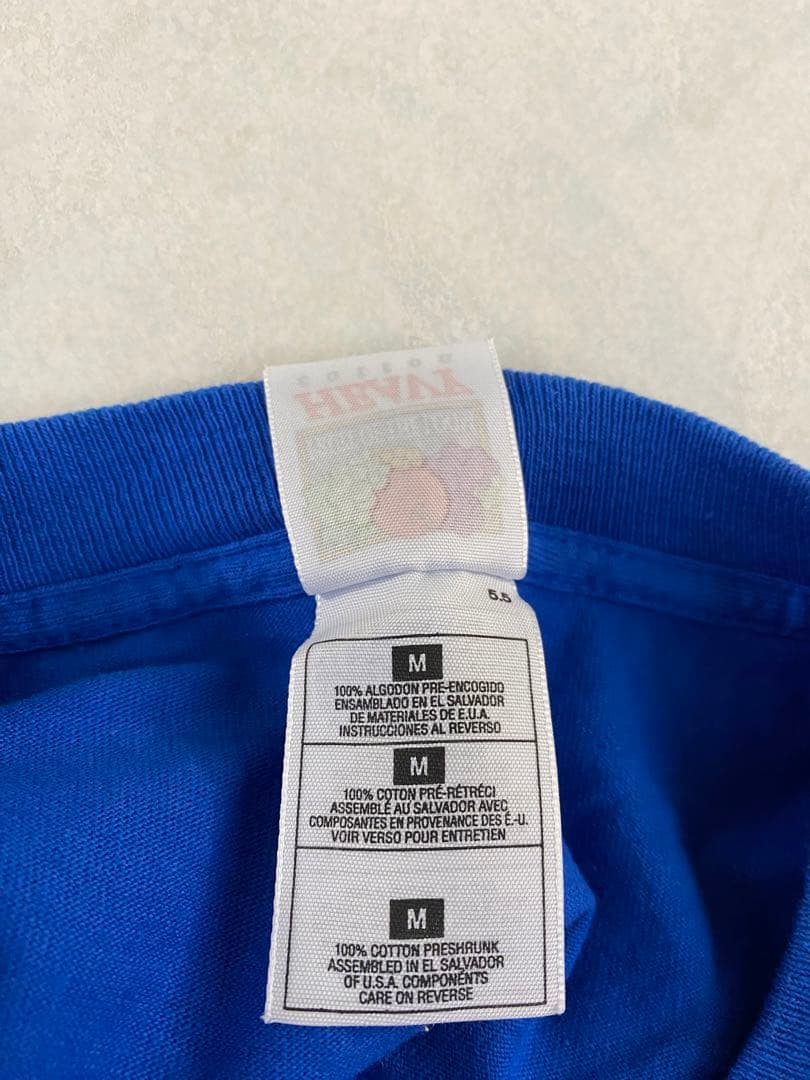 HEAVY
5.5
M
100% ALGODON PRE-ENCOGIDO
ENSAMBLADO EN EL SALVADOR
DE MATERIALES DE E.U.A.
INSTRUCCIONES AL REVERSO
M
100% COTON PRÉ-RÉTRÉCI
ASSEMBLÉ AU SALVADOR AVEC
COMPOSANTES EN PROVENANCE DES É.-U.
VOIR VERSO POUR ENTRETIEN
M
100% COTTON PRESHRUNK
ASSEMBLED IN EL SALVADOR
OF U.S.A. COMPONENTS
CARE ON REVERSE